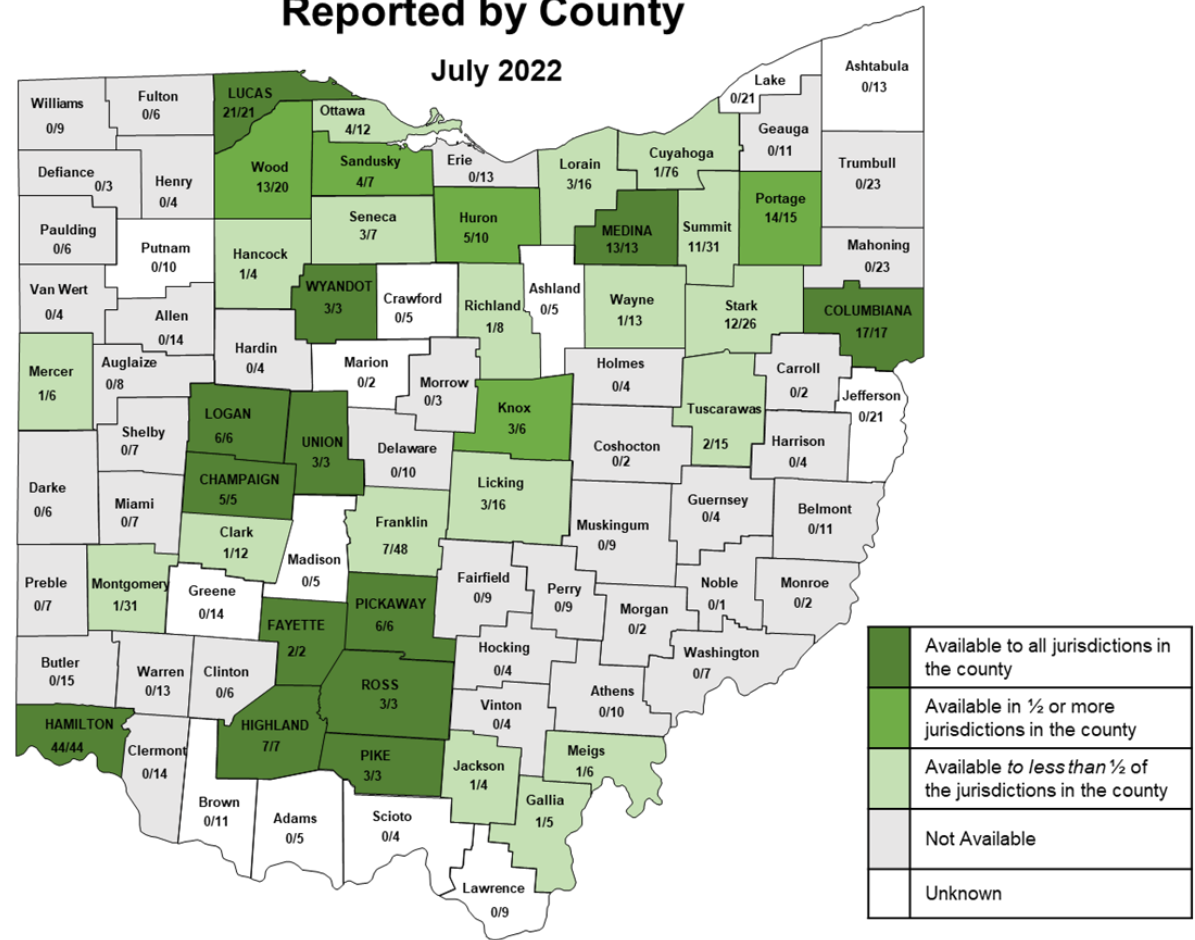 Reported by County
July 2022
Williams
0/9
Fulton
0/6
LUCAS
21/21
Ottawa
4/12
Lake
0/21
Ashtabula
0/13
Geauga
0/11
Defiance
0/3
Henry
0/4
Wood
13/20
Sandusky
4/7
Erie
0/13
Lorain
3/16
Cuyahoga
1/76
Trumbull
0/23
Paulding
0/6
Putnam
0/10
Hancock
1/4
Seneca
3/7
Huron
5/10
MEDINA
13/13
Summit
11/31
Portage
14/15
Mahoning
0/23
Van Wert
0/4
Allen
0/14
WYANDOT
3/3
Crawford
0/5
Richland
1/8
Ashland
0/5
Wayne
1/13
Stark
12/26
COLUMBIANA
17/17
Mercer
1/6
Auglaize
0/8
Hardin
0/4
Marion
0/2
Morrow
0/3
Holmes
0/4
Carroll
0/2
Jefferson
0/21
LOGAN
6/6
UNION
3/3
Knox
3/6
Tuscarawas
2/15
Shelby
0/7
Delaware
0/10
Coshocton
0/2
Harrison
0/4
Darke
0/6
Miami
0/7
CHAMPAIGN
5/5
Licking
3/16
Guernsey
0/4
Belmont
0/11
Clark
1/12
Franklin
7/48
Muskingum
0/9
Madison
0/5
Preble
0/7
Montgomery
1/31
Greene
0/14
PICKAWAY
6/6
Fairfield
0/9
Perry
0/9
Morgan
0/2
Noble
0/1
Monroe
0/2
FAYETTE
2/2
Hocking
0/4
Washington
0/7
Butler
0/15
Warren
0/13
Clinton
0/6
ROSS
3/3
Vinton
0/4
Athens
0/10
HAMILTON
44/44
Clermont
0/14
HIGHLAND
7/7
PIKE
3/3
Jackson
1/4
Meigs
1/6
Gallia
1/5
Brown
0/11
Adams
0/5
Scioto
0/4
Lawrence
0/9
Available to all jurisdictions in
the county
Available in ½ or more
jurisdictions in the county
Available to less than ½ of
the jurisdictions in the county
Not Available
Unknown